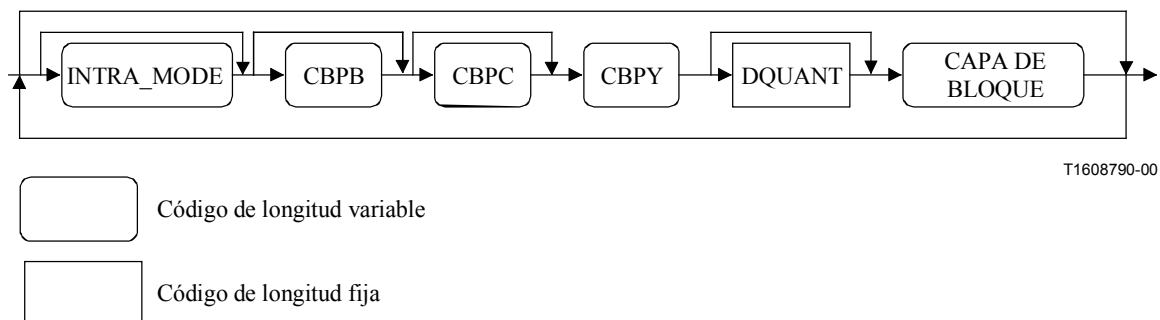 INTRA_MODE CBPB CBPC CBPY DQUANT CAPA DE
BLOQUE
T1608790-00
Código de longitud variable
Código de longitud fija